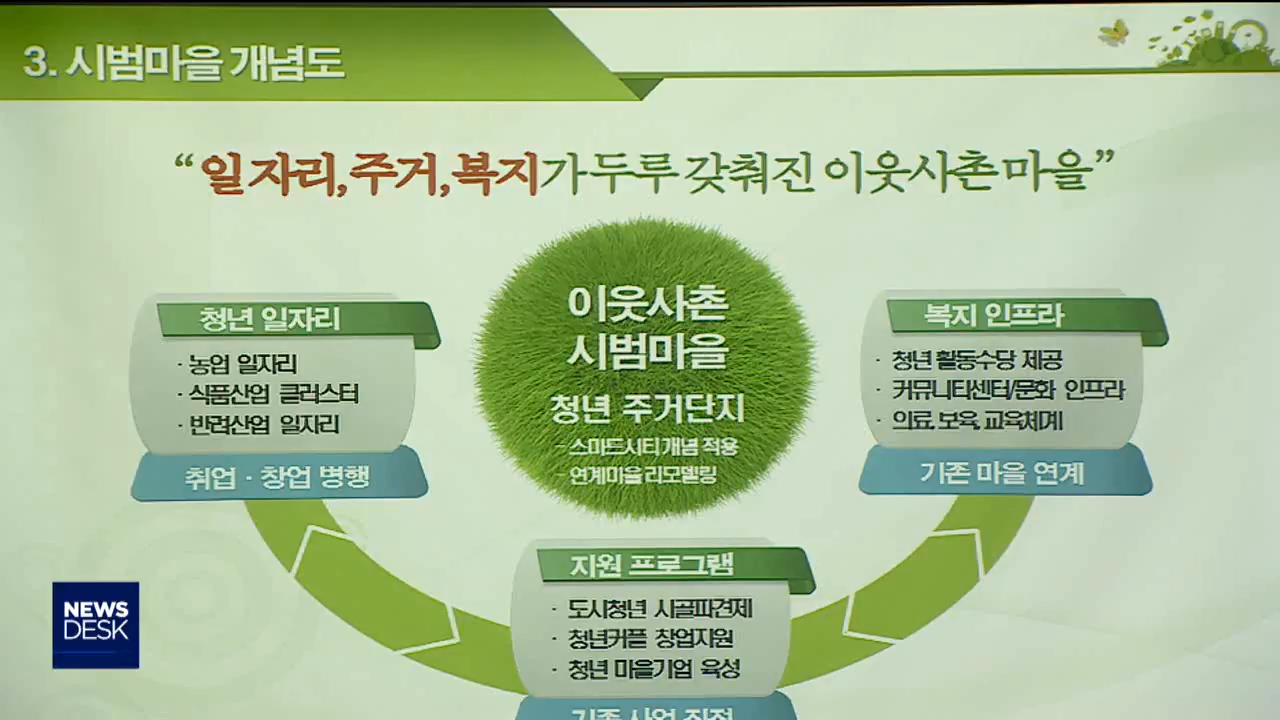 3. 시범마을 개념도
“일자리,주거,복지가 두루 갖춰진 이웃사촌 마을”
청년 일자리
· 농업 일자리
· 식품산업 클러스터
· 반려산업 일자리
취업 · 창업 병행
이웃사촌
시범마을
청년 주거단지
- 스마트시티 개념 적용
- 연계마을 리모델링
복지 인프라
· 청년 활동수당 제공
· 커뮤니티센터/문화 인프라
· 의료, 보육, 교육체계
기존 마을 연계
지원 프로그램
· 도시청년 시골파견제
· 청년커플 창업지원
· 청년 마을기업 육성
기존 사업
NEWS
DESK